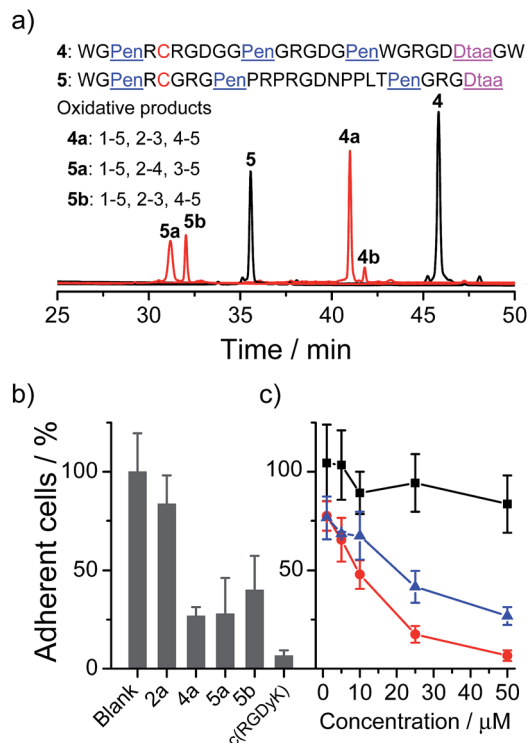 a)
4: WGPenRCRGDGGPenGRGDGPenWGRGDDtaaGW
5: WGPenRCGRGPenPRPRGDNPPLTPenGRGDtaa
Oxidative products
4a: 1-5, 2-3, 4-5
5a: 1-5, 2-4, 3-5
5b: 1-5, 2-3, 4-5
5a
5b
5
4a
4b
4
25
30
35
40
45
50
Time / min
b)
c)
Adherent cells / %
100
50
0
100
50
0
Blank
2a
4a
5a
5b
c(RGDyK)
0
10
20
30
40
50
Concentration / μM